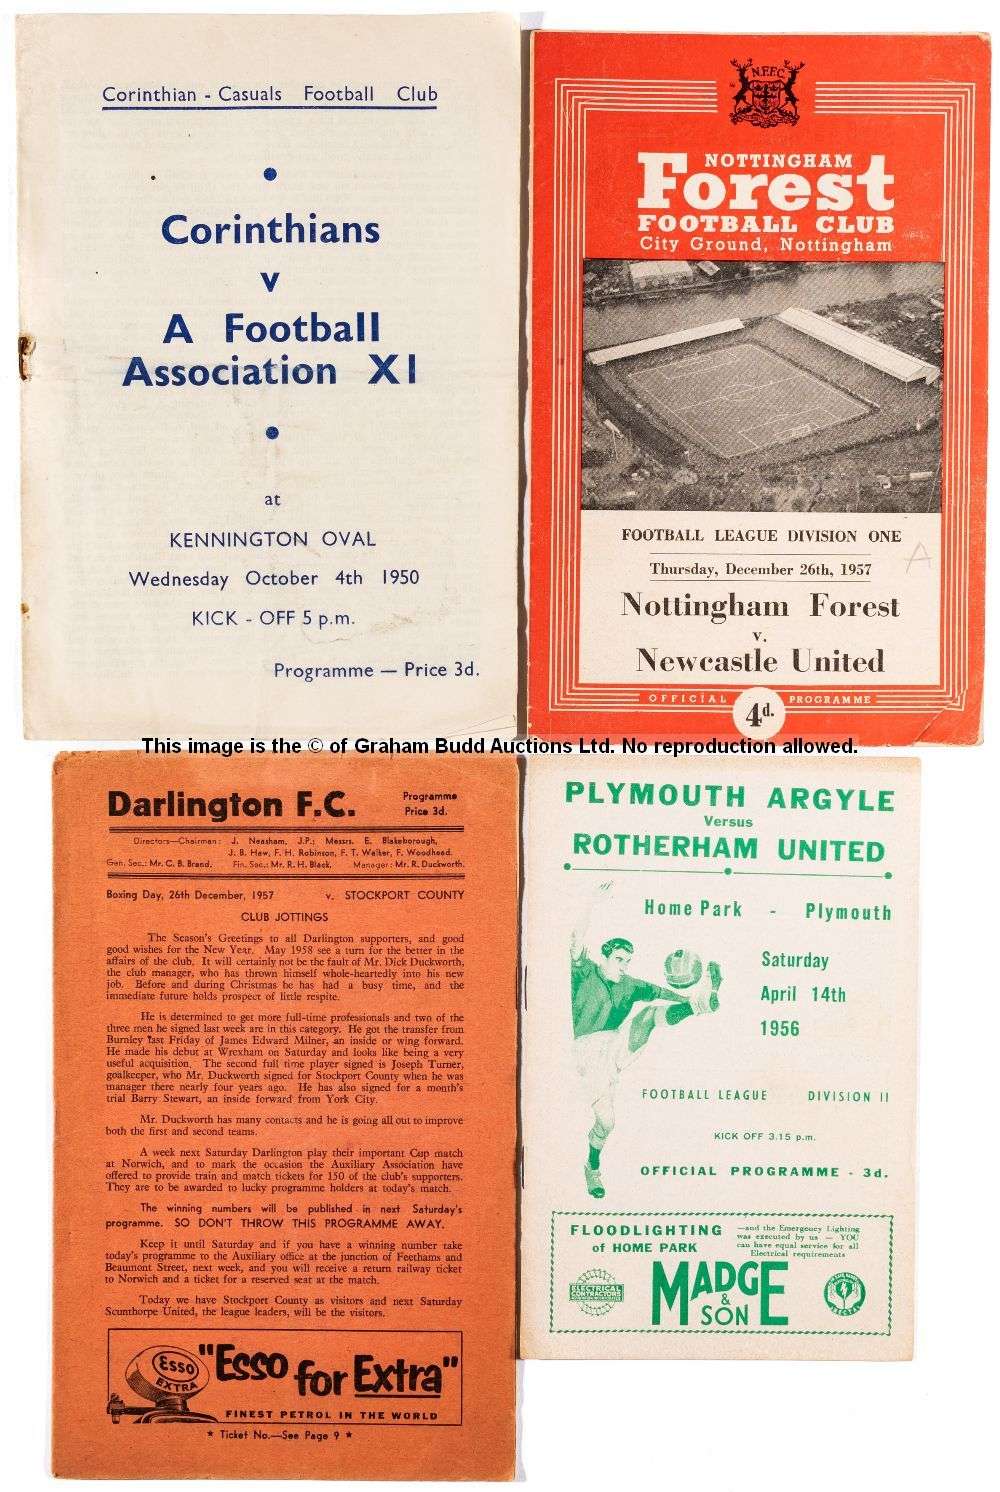 Corinthian - Casuals Football Club
Corinthians
v
A Football
Association XI
at
KENNINGTON OVAL
Wednesday October 4th 1950
KICK - OFF 5 p.m.
Programme — Price 3d.
N.F.F.C.
NOTTINGHAM
Forest
FOOTBALL CLUB
City Ground, Nottingham
FOOTBALL LEAGUE DIVISION ONE
A
Thursday, December 26th, 1957
Nottingham Forest
v.
Newcastle United
OFFICIAL PROGRAMME
4d.
This image is the © of Graham Budd Auctions Ltd. No reproduction allowed.
Darlington F.C.
Programme
Price 3d.
Directors—Chairman: J. Neasham, J.P.; Messrs. E. Blakeborough,
J. B. Haw, F. H. Robinson, F. T. Walker, F. Woodhead.
Gen. Sec.: Mr. C. B. Brand. Fin. Sec.: Mr. R. H. Black. Manager: Mr. R. Duckworth.
Boxing Day, 26th December, 1957 v. STOCKPORT COUNTY
CLUB JOTTINGS
The Season's Greetings to all Darlington supporters, and good
good wishes for the New Year. May 1958 see a turn for the better in the
affairs of the club. It will certainly not be the fault of Mr. Dick Duckworth,
the club manager, who has thrown himself whole-heartedly into his new
job. Before and during Christmas he has had a busy time, and the
immediate future holds prospect of little respite.
He is determined to get more full-time professionals and two of the
three men he signed last week are in this category. He got the transfer from
Burnley last Friday of James Edward Milner, an inside or wing forward.
He made his debut at Wrexham on Saturday and looks like being a very
useful acquisition. The second full time player signed is Joseph Turner,
goalkeeper, who Mr. Duckworth signed for Stockport County when he was
manager there nearly four years ago. He has also signed for a month's
trial Barry Stewart, an inside forward from York City.
Mr. Duckworth has many contacts and he is going all out to improve
both the first and second teams.
A week next Saturday Darlington play their important Cup match
at Norwich, and to mark the occasion the Auxiliary Association have
offered to provide train and match tickets for 150 of the club's supporters.
They are to be awarded to lucky programme holders at today's match.
The winning numbers will be published in next Saturday's
programme. SO DON'T THROW THIS PROGRAMME AWAY.
Keep it until Saturday and if you have a winning number take
today's programme to the Auxiliary office at the junction of Feethams and
Beaumont Street, next week, and you will receive a return railway ticket
to Norwich and a ticket for a reserved seat at the match.
Today we have Stockport County as visitors and next Saturday
Scunthorpe United, the league leaders, will be the visitors.
Esso
EXTRA
"Esso for Extra"
FINEST PETROL IN THE WORLD
* Ticket No.—See Page 9 *
PLYMOUTH ARGYLE
Versus
ROTHERHAM UNITED
Home Park - Plymouth
Saturday
April 14th
1956
FOOTBALL LEAGUE DIVISION II
KICK OFF 3.15 p.m.
OFFICIAL PROGRAMME - 3d.
FLOODLIGHTING
of HOME PARK
—and the Emergency Lighting
was executed by us — YOU
can have equal service for all
Electrical requirements
ELECTRICAL
CONTRACTORS
MADGE
&
SON